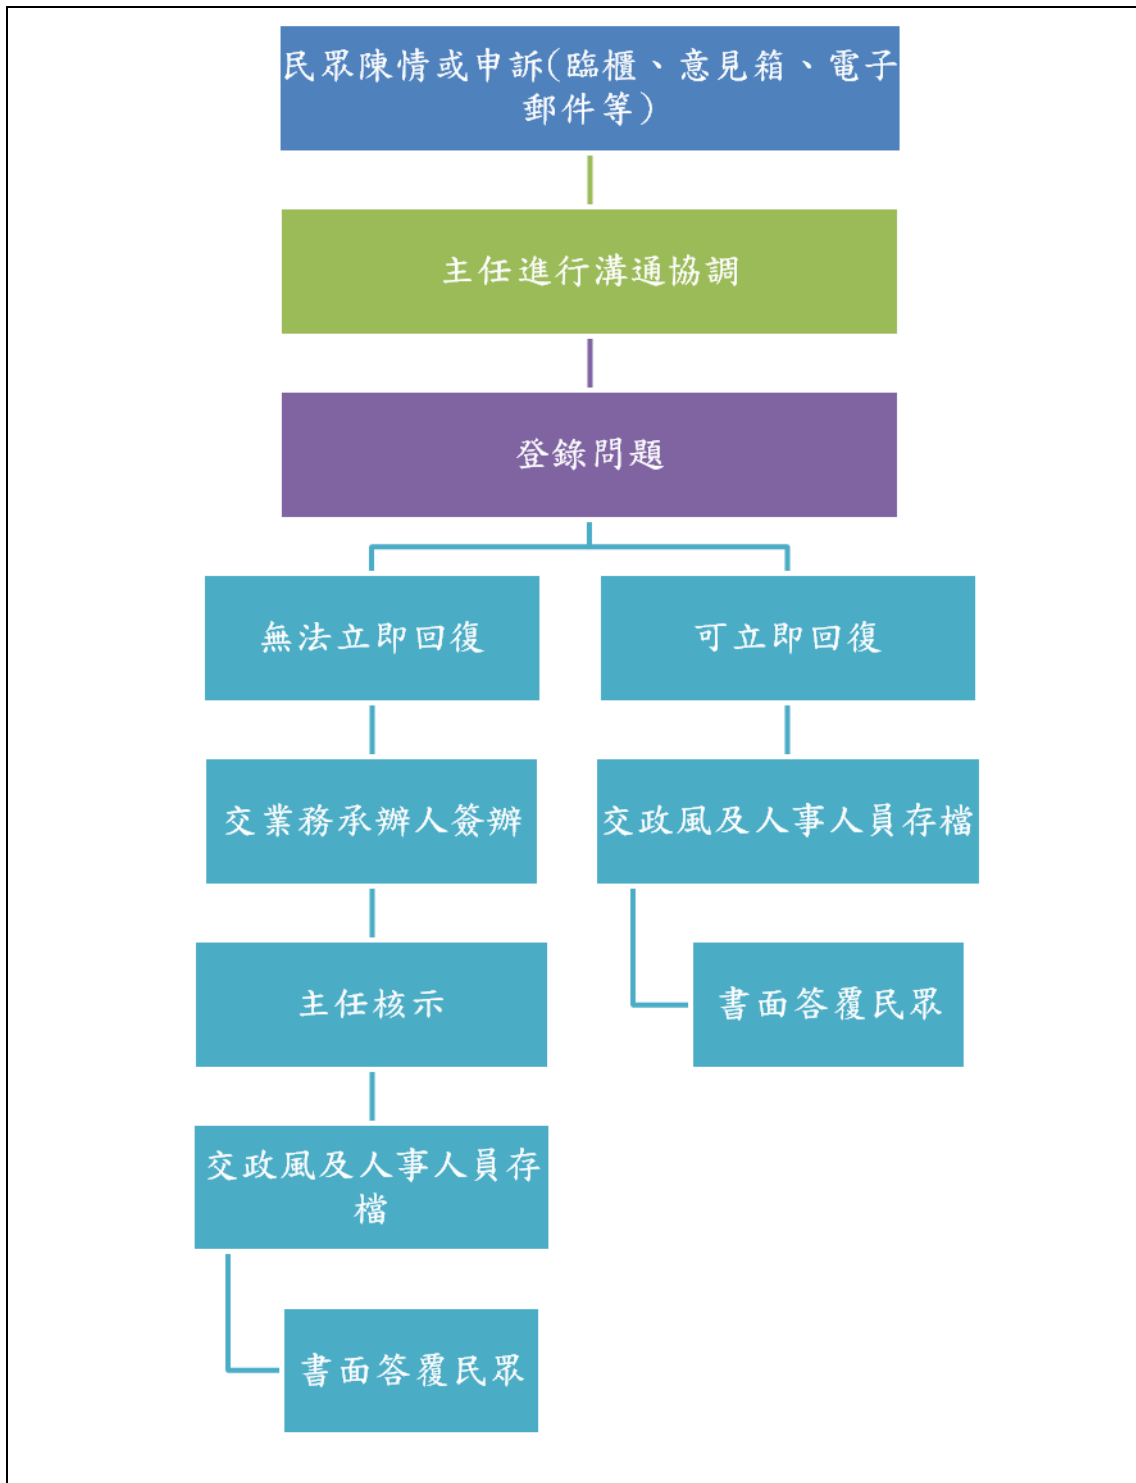 民眾陳情或申訴(臨櫃、意見箱、電子
郵件等)
主任進行溝通協調
登錄問題
無法立即回復
可立即回復
交業務承辦人簽辦
交政風及人事人員存檔
主任核示
書面答覆民眾
交政風及人事人員存
檔
書面答覆民眾